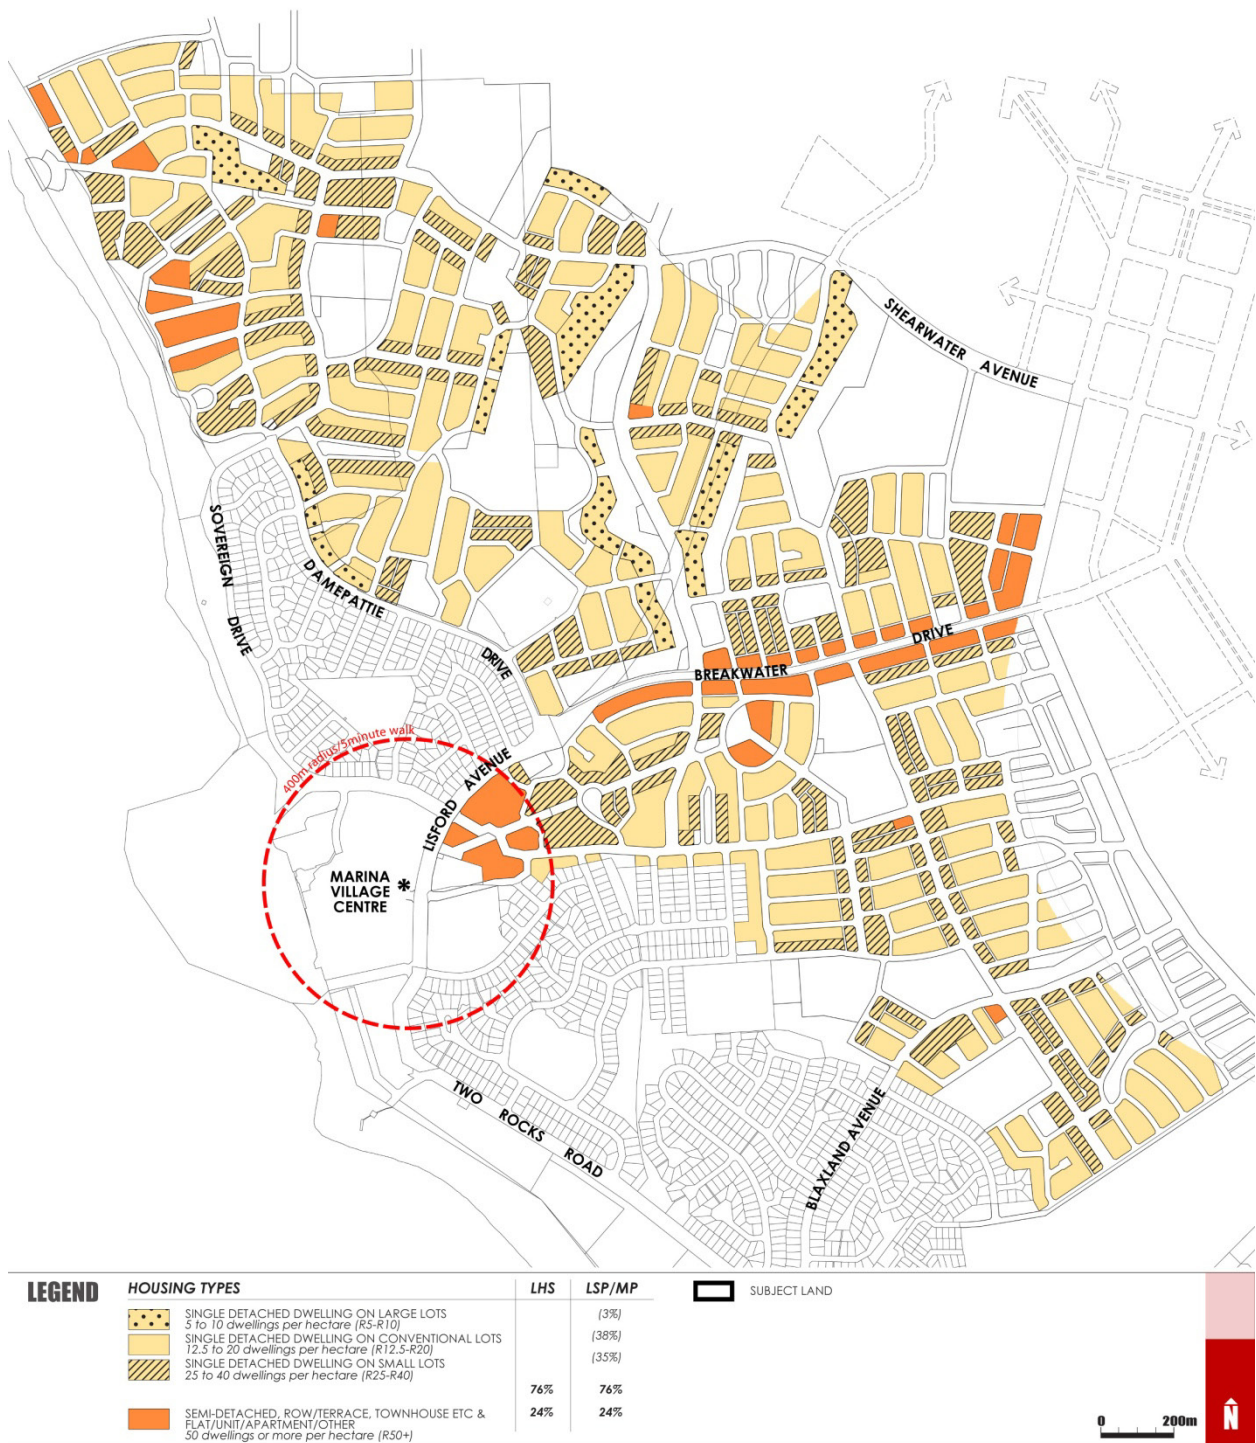 SHEARWATER AVENUE
SOVEREIGN DRIVE
DAMEPATTIE DRIVE
BREAKWATER DRIVE
400m radius/5minute walk
LISFORD AVENUE
MARINA
VILLAGE
CENTRE
*
TWO ROCKS ROAD
BLAXLAND AVENUE
LEGEND
HOUSING TYPES LHS LSP/MP
SUBJECT LAND
SINGLE DETACHED DWELLING ON LARGE LOTS (3%)
5 to 10 dwellings per hectare (R5-R10)
SINGLE DETACHED DWELLING ON CONVENTIONAL LOTS (38%)
12.5 to 20 dwellings per hectare (R12.5-R20)
(35%)
SINGLE DETACHED DWELLING ON SMALL LOTS
25 to 40 dwellings per hectare (R25-R40)
76% 76%
SEMI-DETACHED, ROW/TERRACE, TOWNHOUSE ETC & 24% 24%
FLAT/UNIT/APARTMENT/OTHER
50 dwellings or more per hectare (R50+)
0 200m
N